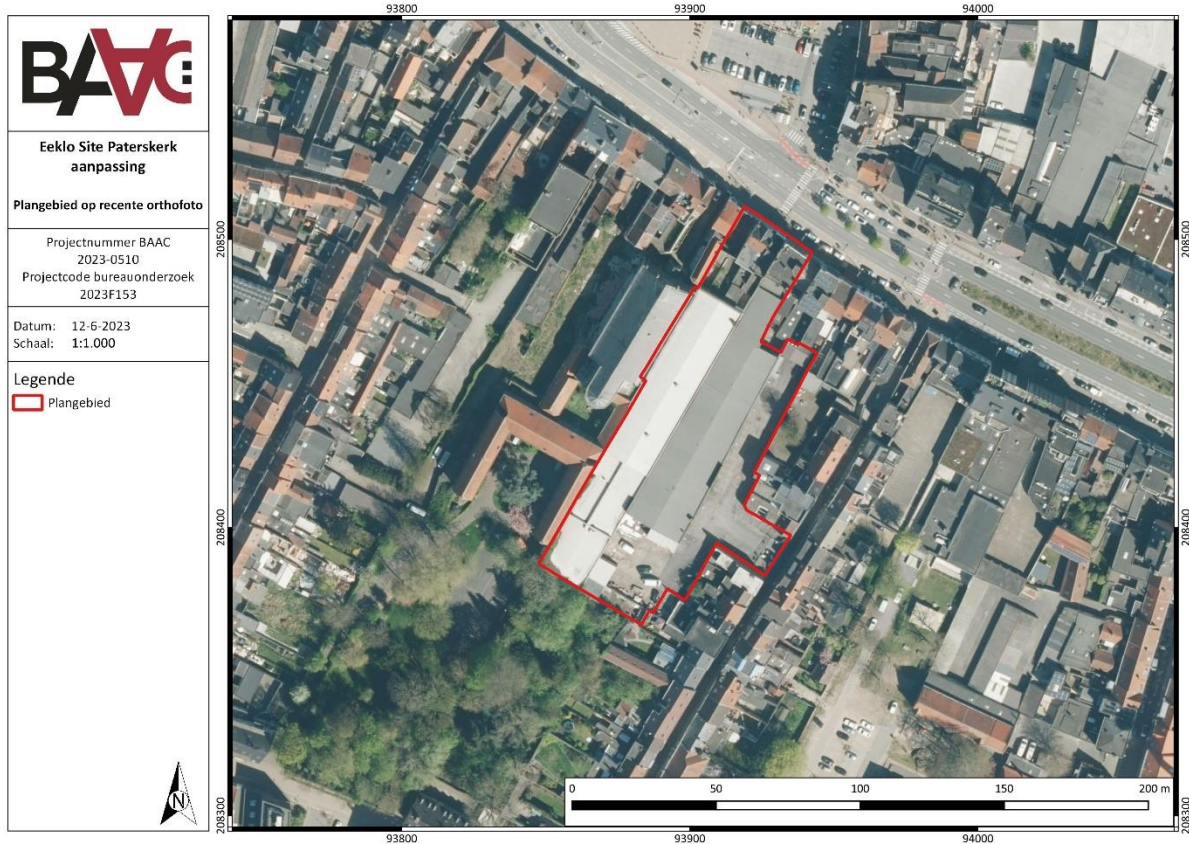 BAAC
Eeklo Site Paterskerk
aanpassing
Plangebied op recente orthofoto
Projectnummer BAAC
2023-0510
Projectcode bureauonderzoek
2023F153
Datum: 12-6-2023
Schaal: 1:1.000
Legende
Plangebied
N
93800 93900 94000
208500 208500
208400 208400
208300 208300
0 50 100 150 200 m
93800 93900 94000